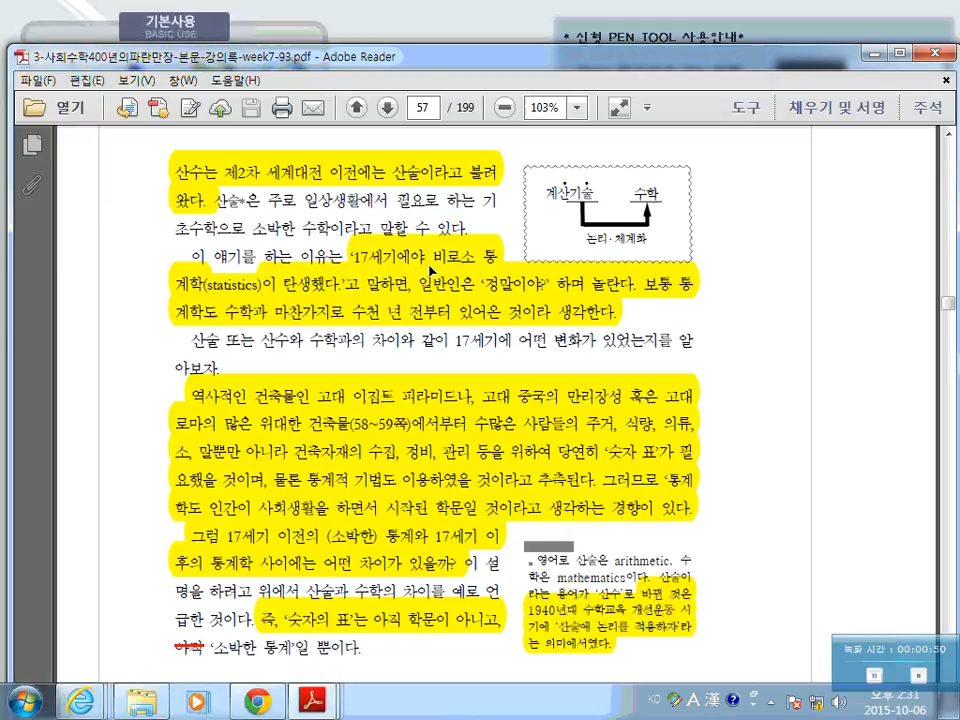 기본사용
BASIC USE
* 신형 PEN TOOL 사용안내*
3-사회수학400년의파란만장-본문-강의록-week7-93.pdf - Adobe Reader
파일(F) 편집(E) 보기(V) 창(W) 도움말(H)
열기 57 / 199 103% 도구 채우기 및 서명 주석
산수는 제2차 세계대전 이전에는 산술이라고 불려
왔다. 산술*은 주로 일상생활에서 필요로 하는 기
초수학으로 소박한 수학이라고 말할 수 있다.
계산기술 수학
논리·체계화
이 얘기를 하는 이유는 ‘17세기에야 비로소 통
계학(statistics)이 탄생했다.’고 말하면, 일반인은 ‘정말이야?’ 하며 놀란다. 보통 통
계학도 수학과 마찬가지로 수천 년 전부터 있어온 것이라 생각한다.
산술 또는 산수와 수학과의 차이와 같이 17세기에 어떤 변화가 있었는지를 알
아보자.
역사적인 건축물인 고대 이집트 피라미드나, 고대 중국의 만리장성 혹은 고대
로마의 많은 위대한 건축물(58~59쪽)에서부터 수많은 사람들의 주거, 식량, 의류,
소, 말뿐만 아니라 건축자재의 수집, 정비, 관리 등을 위하여 당연히 ‘숫자 표’가 필
요했을 것이며, 물론 통계적 기법도 이용하였을 것이라고 추측된다. 그러므로 ‘통계
학도 인간이 사회생활을 하면서 시작된 학문일 것이라고 생각하는 경향이 있다.
그럼 17세기 이전의 (소박한) 통계와 17세기 이
후의 통계학 사이에는 어떤 차이가 있을까? 이 설
명을 하려고 위에서 산술과 수학의 차이를 예로 언
급한 것이다. 즉, ‘숫자의 표’는 아직 학문이 아니고,
아직 ‘소박한 통계’일 뿐이다.
영어로 산술은 arithmetic, 수
학은 mathematics이다. 산술이
라는 용어가 ‘산수’로 바뀐 것은
1940년대 수학교육 개선운동 시
기에 ‘산술에 논리를 적용하자’라
는 의미에서였다.
녹화 시간 : 00:00:50
KO A 漢
오후 2:31
2015-10-06